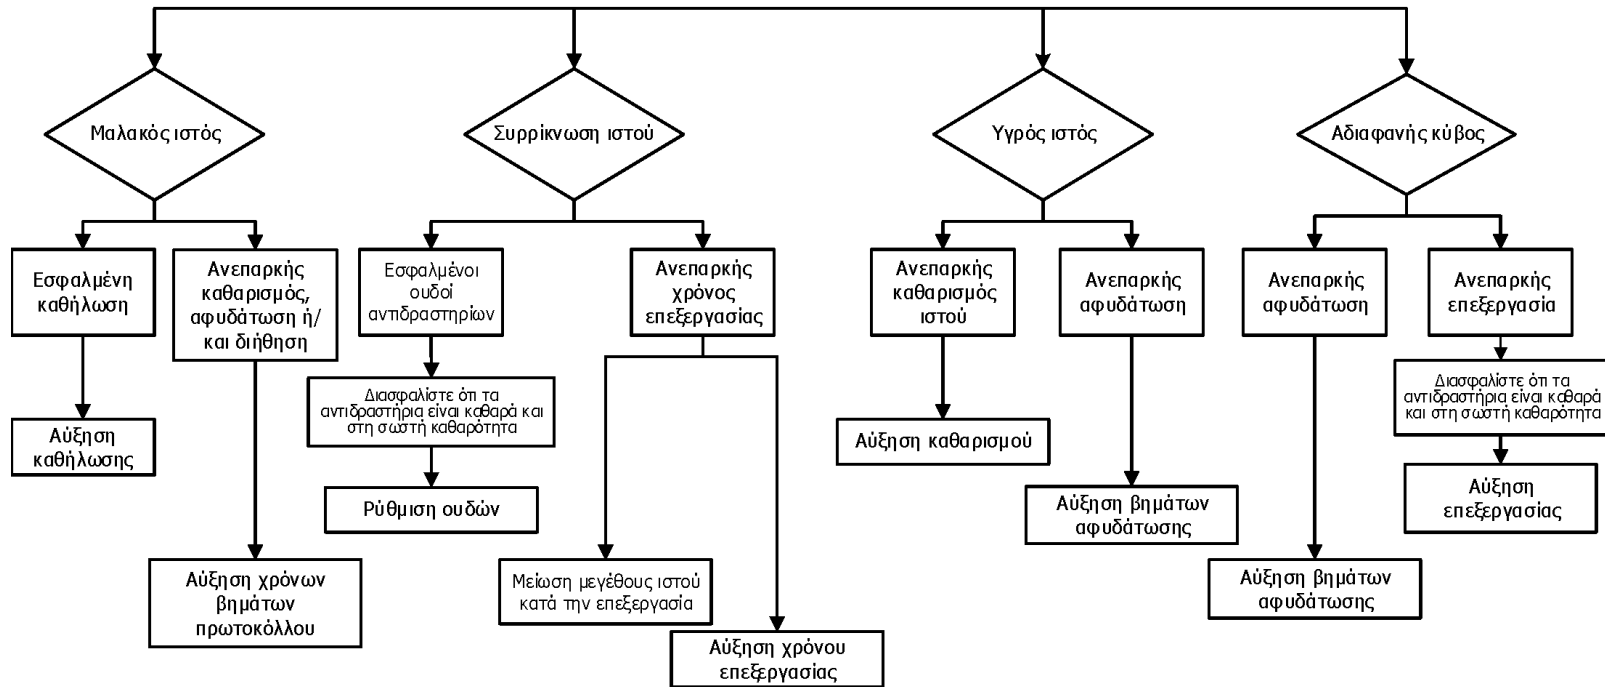 Μαλακός ιστός
Συρρίκνωση ιστού
Υγρός ιστός
Αδιαφανής κύβος
Εσφαλμένη
καθήλωση
Ανεπαρκής
καθαρισμός,
αφυδάτωση ή/
και διήθηση
Εσφαλμένοι
ουδοί
αντιδραστηρίων
Ανεπαρκής
χρόνος
επεξεργασίας
Ανεπαρκής
καθαρισμός
ιστού
Ανεπαρκής
αφυδάτωση
Ανεπαρκής
αφυδάτωση
Ανεπαρκής
επεξεργασία
Διασφαλίστε ότι τα
αντιδραστήρια είναι καθαρά και
στη σωστή καθαρότητα
Διασφαλίστε ότι τα
αντιδραστήρια είναι καθαρά
και στη σωστή καθαρότητα
Αύξηση
καθήλωσης
Αύξηση καθαρισμού
Ρύθμιση ουδών
Αύξηση βημάτων
αφυδάτωσης
Αύξηση
επεξεργασίας
Αύξηση χρόνων
βημάτων
πρωτοκόλλου
Μείωση μεγέθους ιστού
κατά την επεξεργασία
Αύξηση βημάτων
αφυδάτωσης
Αύξηση χρόνου
επεξεργασίας